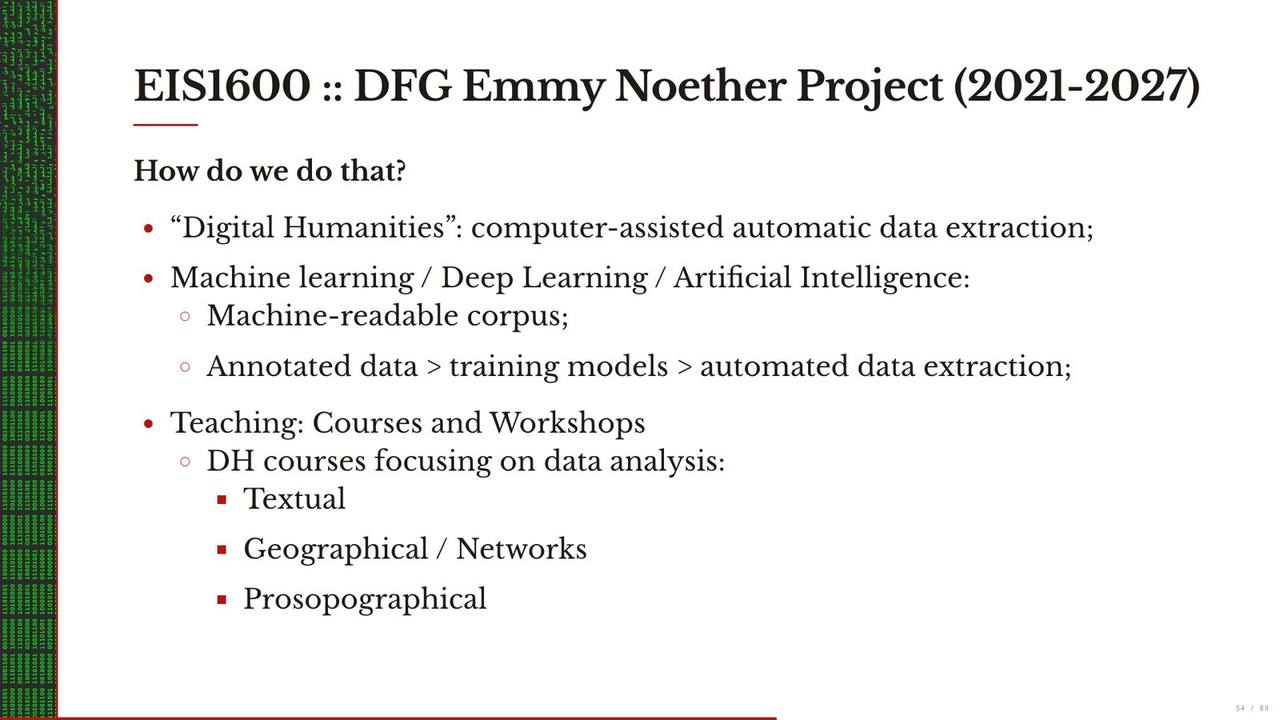 EIS1600 :: DFG Emmy Noether Project (2021-2027)
How do we do that?
• “Digital Humanities”: computer-assisted automatic data extraction;
• Machine learning / Deep Learning / Artificial Intelligence:
○ Machine-readable corpus;
○ Annotated data > training models > automated data extraction;
• Teaching: Courses and Workshops
○ DH courses focusing on data analysis:
▪ Textual
▪ Geographical / Networks
▪ Prosopographical
54 / 89